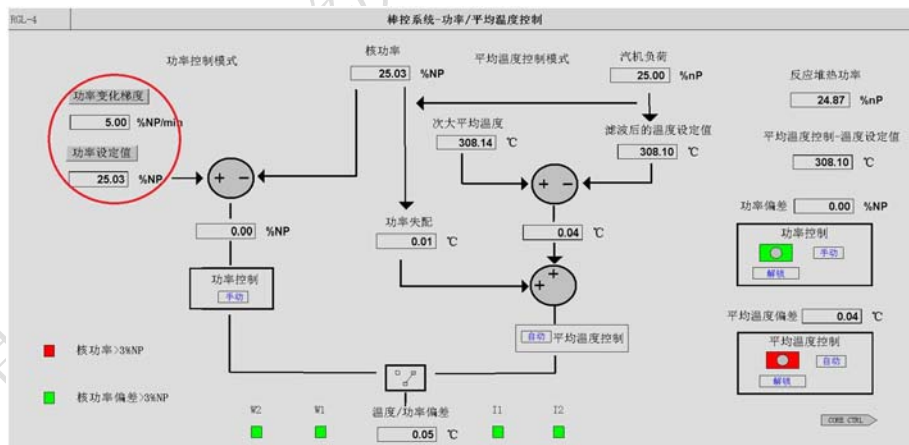 RGL-4
棒控系统-功率/平均温度控制
功率控制模式
核功率
25.03 %NP
平均温度控制模式
汽机负荷
25.00 %nP
反应堆热功率
24.87 %nP
功率变化梯度
5.00 %NP/min
次大平均温度
308.14 ℃
滤波后的温度设定值
308.10 ℃
平均温度控制-温度设定值
308.10 ℃
功率设定值
25.03 %NP
+ -
+ -
功率偏差 0.00 %NP
0.00 %NP
功率失配
0.01 ℃
0.04 ℃
功率控制
手动
解锁
功率控制
手动
+ +
平均温度偏差 0.04 ℃
自动 平均温度控制
平均温度控制
自动
解锁
核功率>3%NP
核功率偏差>3%NP
W2
W1
温度/功率偏差
0.05 ℃
I1
I2
CORE CTRL